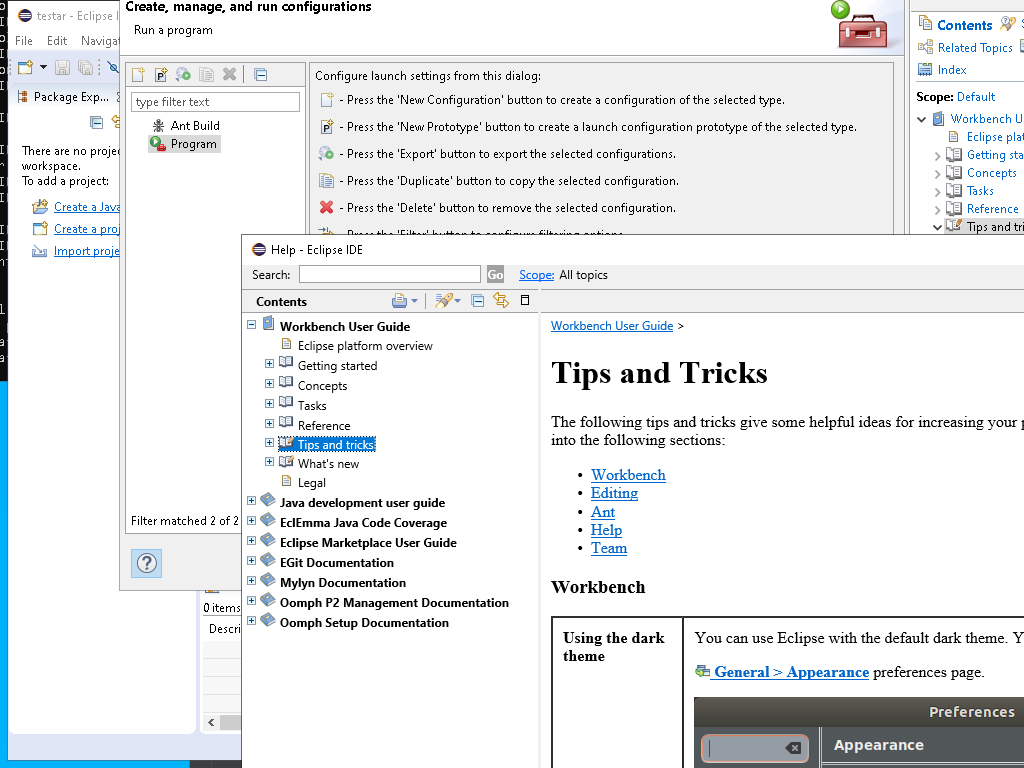 testar - Eclipse I
File Edit Navigat
Package Exp...
There are no projec
workspace.
To add a project:
Create a Java
Create a proj
Import proje
0 items
Descri
Create, manage, and run configurations
Run a program
type filter text
Ant Build
Program
Filter matched 2 of 2
Configure launch settings from this dialog:
- Press the 'New Configuration' button to create a configuration of the selected type.
- Press the 'New Prototype' button to create a launch configuration prototype of the selected type.
- Press the 'Export' button to export the selected configurations.
- Press the 'Duplicate' button to copy the selected configuration.
- Press the 'Delete' button to remove the selected configuration.
- Press the 'Filter' button to configure filtering options.
Contents
Related Topics
Index
Scope: Default
Workbench U
Eclipse plat
Getting sta
Concepts
Tasks
Reference
Tips and tri
Help - Eclipse IDE
Search: Go Scope: All topics
Contents
Workbench User Guide
Eclipse platform overview
Getting started
Concepts
Tasks
Reference
Tips and tricks
What's new
Legal
Java development user guide
EclEmma Java Code Coverage
Eclipse Marketplace User Guide
EGit Documentation
Mylyn Documentation
Oomph P2 Management Documentation
Oomph Setup Documentation
Workbench User Guide >
Tips and Tricks
The following tips and tricks give some helpful ideas for increasing your p
into the following sections:
• Workbench
• Editing
• Ant
• Help
• Team
Workbench
Using the dark
theme
You can use Eclipse with the default dark theme. Y
General > Appearance preferences page.
Preferences
Appearance